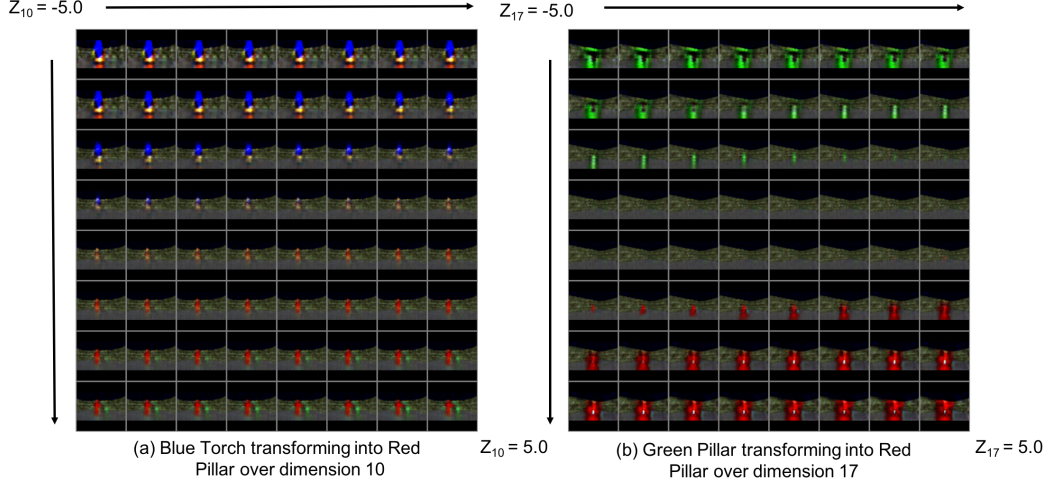 Z10 = -5.0
Z17 = -5.0
(a) Blue Torch transforming into Red
Pillar over dimension 10
Z10 = 5.0
(b) Green Pillar transforming into Red
Pillar over dimension 17
Z17 = 5.0